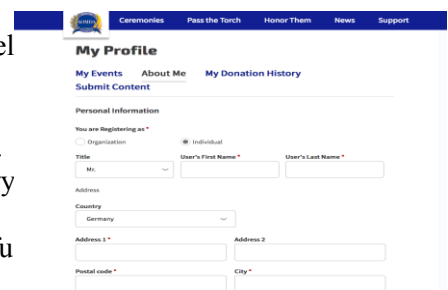 Ceremonies Pass the Torch Honor Them News Support
el
My Profile
My Events About Me My Donation History
Submit Content
Personal Information
You are Registering as *
Organization Individual
Title User's First Name * User's Last Name *
Mr.
y
Address
Country
Germany
u
Address 1 * Address 2
Postal code * City *